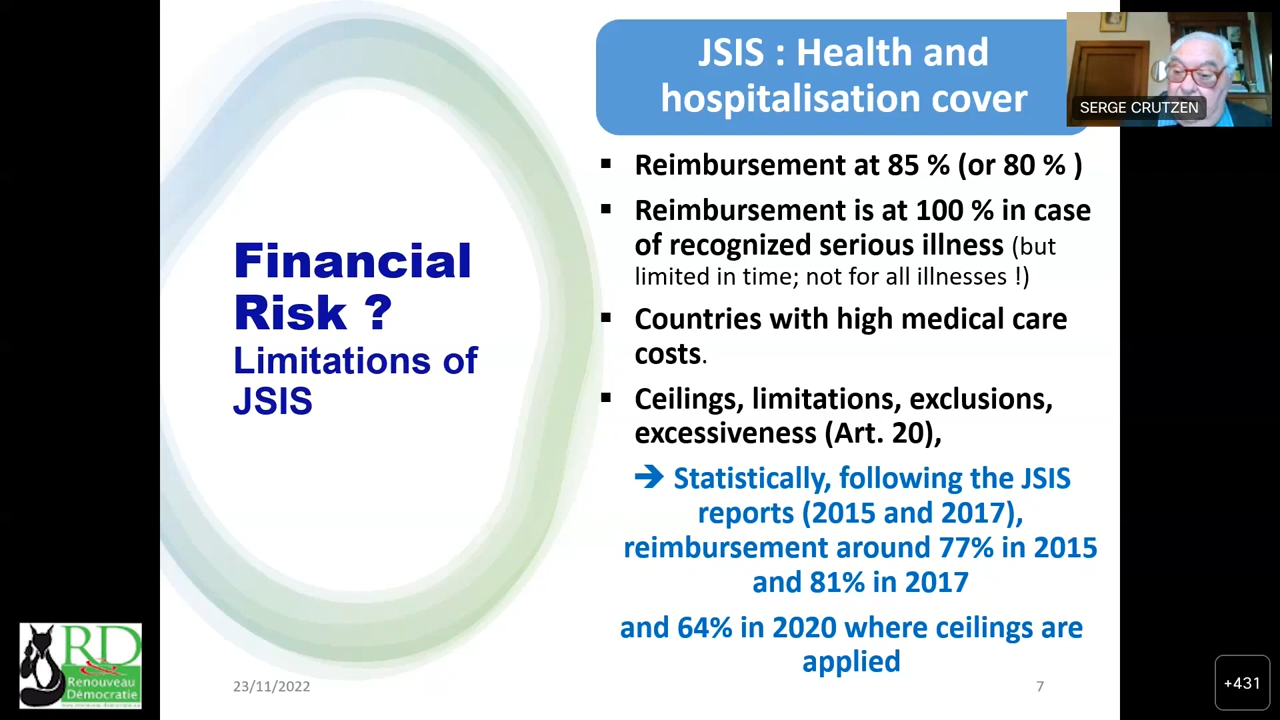 JSIS : Health and
hospitalisation cover
SERGE CRUTZEN
Financial
Risk ?
Limitations of
JSIS
▪ Reimbursement at 85 % (or 80 % )
▪ Reimbursement is at 100 % in case
of recognized serious illness (but
limited in time; not for all illnesses !)
▪ Countries with high medical care
costs.
▪ Ceilings, limitations, exclusions,
excessiveness (Art. 20),
➔ Statistically, following the JSIS
reports (2015 and 2017),
reimbursement around 77% in 2015
and 81% in 2017
and 64% in 2020 where ceilings are
applied
RD
Renouveau
Démocratie
23/11/2022
7
+431